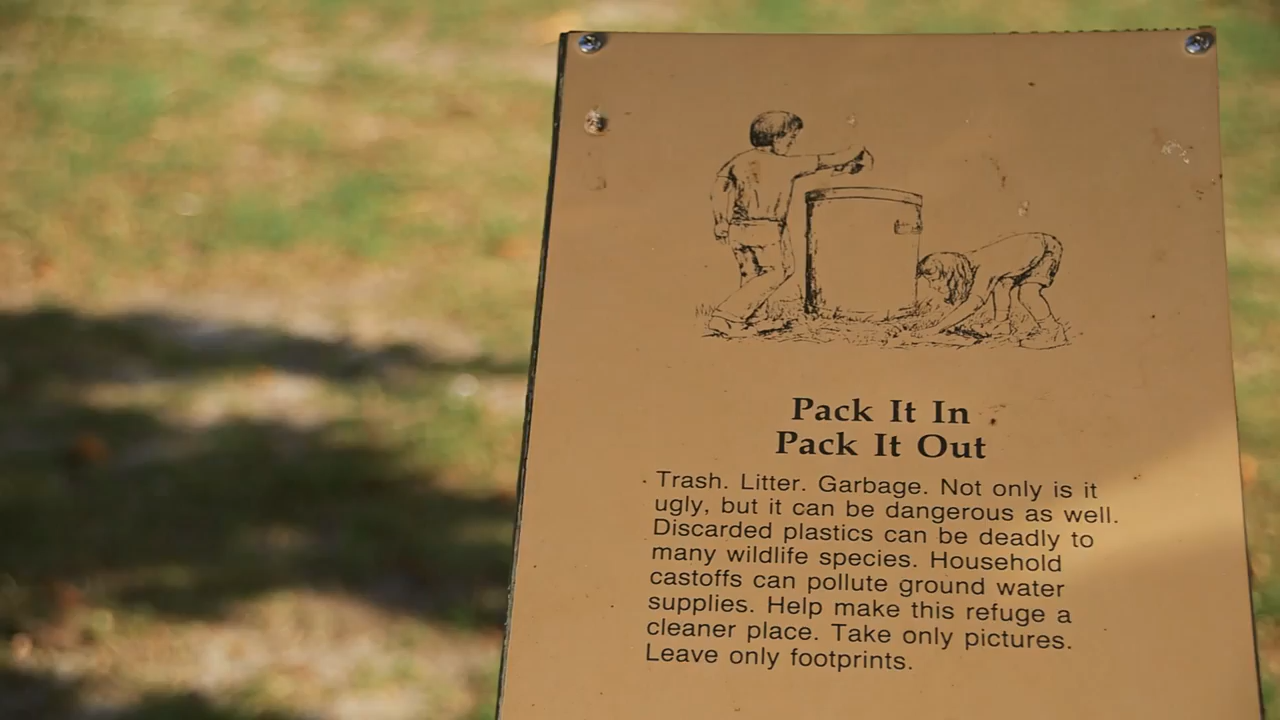 Pack It In
Pack It Out
Trash. Litter. Garbage. Not only is it
ugly, but it can be dangerous as well.
Discarded plastics can be deadly to
many wildlife species. Household
castoffs can pollute ground water
supplies. Help make this refuge a
cleaner place. Take only pictures.
Leave only footprints.